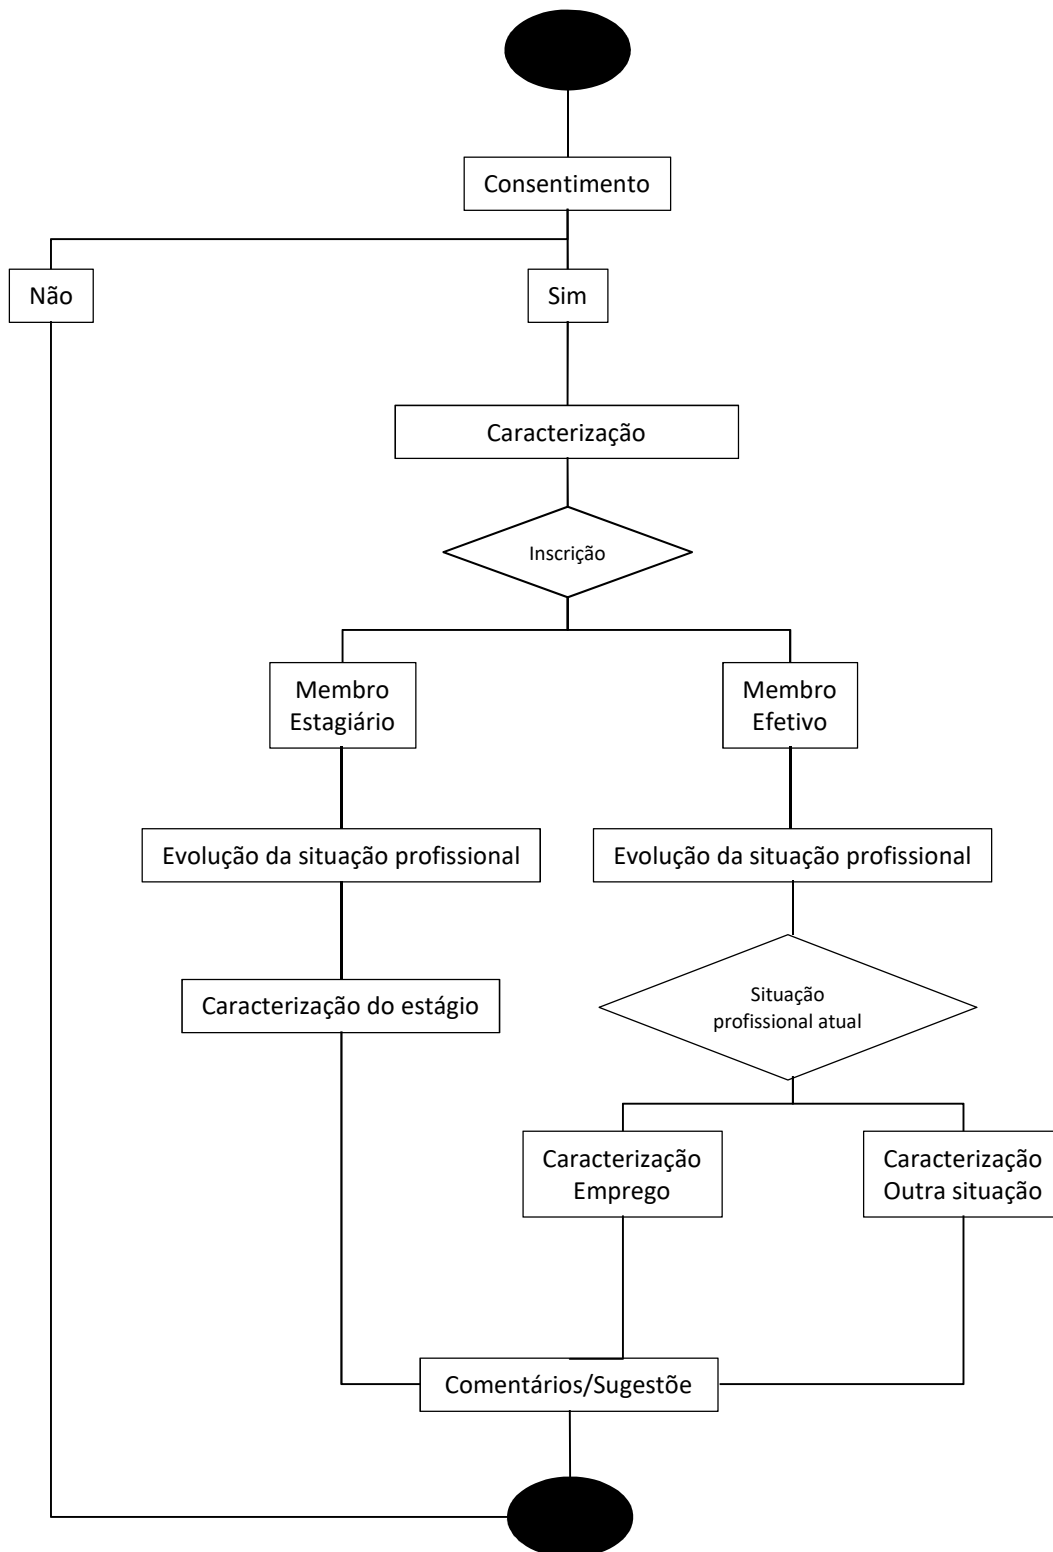 Consentimento
Não
Sim
Caracterização
Inscrição
Membro
Estagiário
Membro
Efetivo
Evolução da situação profissional
Evolução da situação profissional
Caracterização do estágio
Situação
profissional atual
Caracterização
Emprego
Caracterização
Outra situação
Comentários/Sugestõe